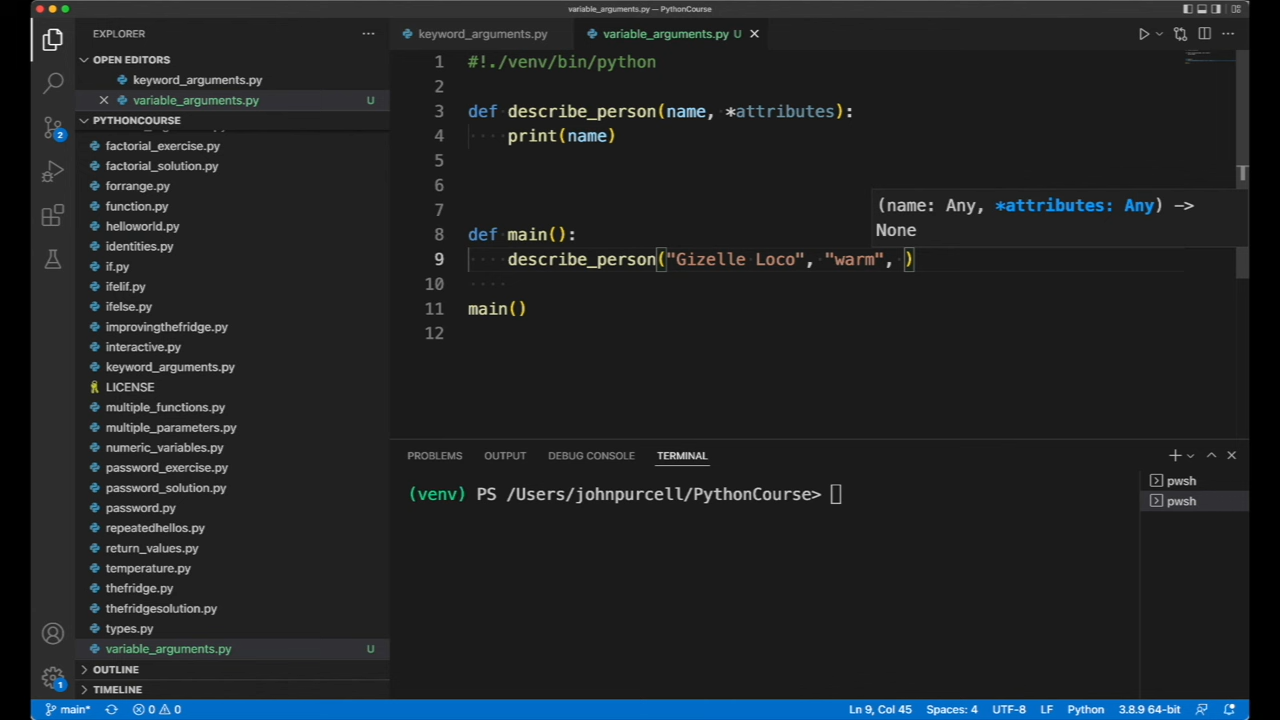 variable_arguments.py — PythonCourse
EXPLORER
OPEN EDITORS
keyword_arguments.py
variable_arguments.py U
PYTHONCOURSE
factorial_exercise.py
factorial_solution.py
forrange.py
function.py
helloworld.py
identities.py
if.py
ifelif.py
ifelse.py
improvingthefridge.py
interactive.py
keyword_arguments.py
LICENSE
multiple_functions.py
multiple_parameters.py
numeric_variables.py
password_exercise.py
password_solution.py
password.py
repeatedhellos.py
return_values.py
temperature.py
thefridge.py
thefridgesolution.py
types.py
variable_arguments.py U
OUTLINE
TIMELINE
2
1
keyword_arguments.py variable_arguments.py U
1 #!./venv/bin/python
2
3 def describe_person(name, *attributes):
4 ····print(name)
5
6
7
8 def main():
9 describe_person("Gizelle·Loco", "warm",·)
10 ····
11 main()
12
(name: Any, *attributes: Any) ->
None
PROBLEMS OUTPUT DEBUG CONSOLE TERMINAL
(venv) PS /Users/johnpurcell/PythonCourse>
pwsh
pwsh
main* 0 0 Ln 9, Col 45 Spaces: 4 UTF-8 LF Python 3.8.9 64-bit